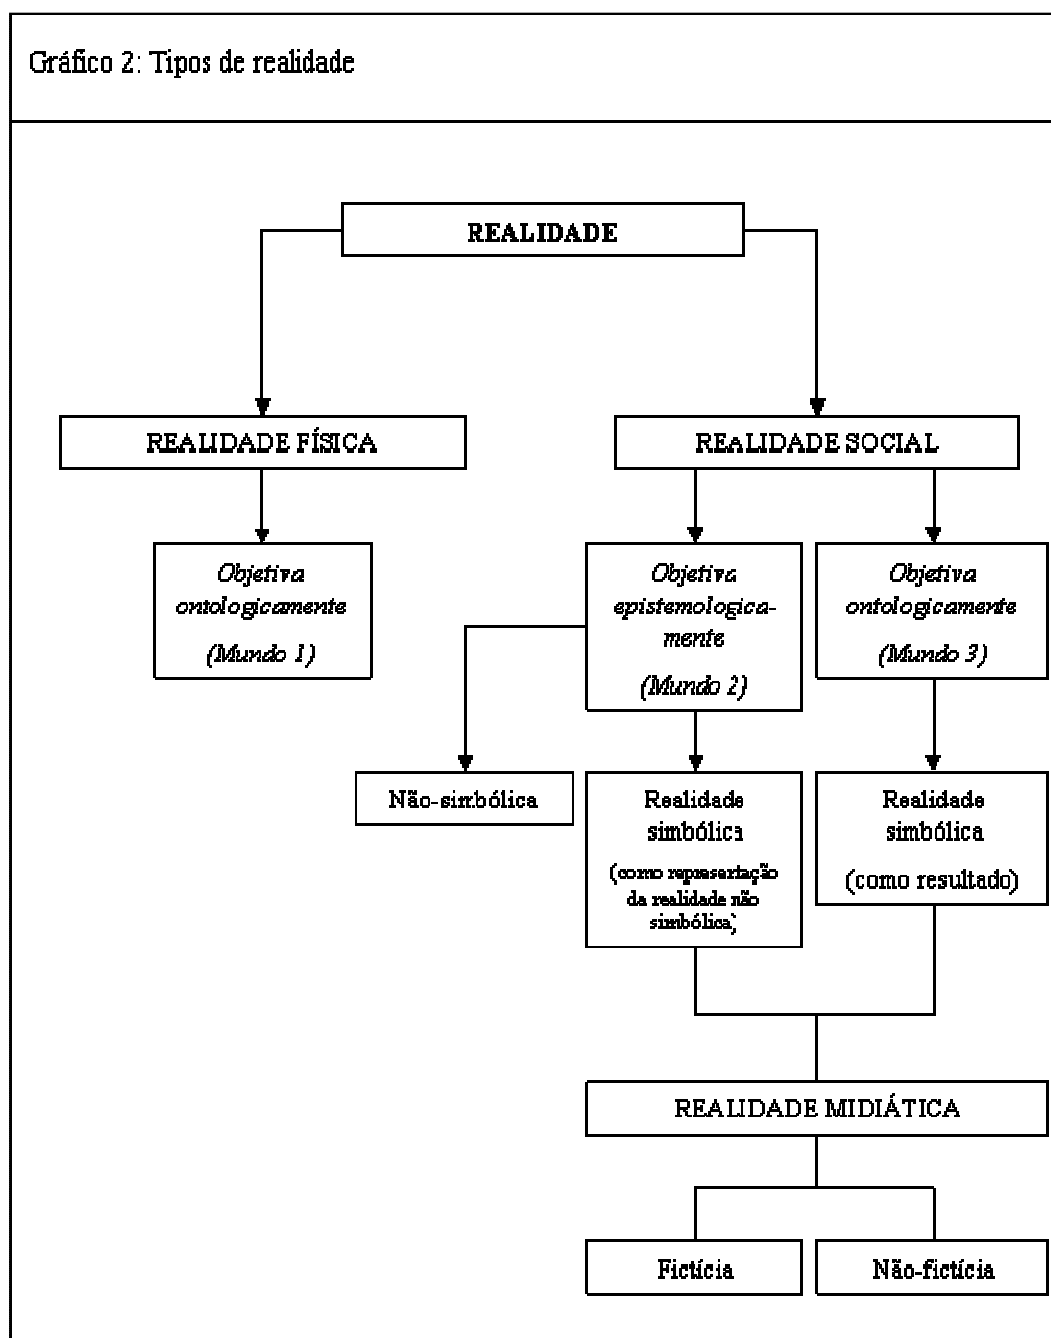 Gráfico 2: Tipos de realidade
REALIDADE
REALIDADE FÍSICA
REALIDADE SOCIAL
Objetiva
ontologicamente
(Mundo 1)
Objetiva
epistemologica-
mente
(Mundo 2)
Objetiva
ontologicamente
(Mundo 3)
Não-simbólica
Realidade
simbólica
(como representação
da realidade não
simbólica)
Realidade
simbólica
(como resultado)
REALIDADE MIDIÁTICA
Fictícia
Não-fictícia